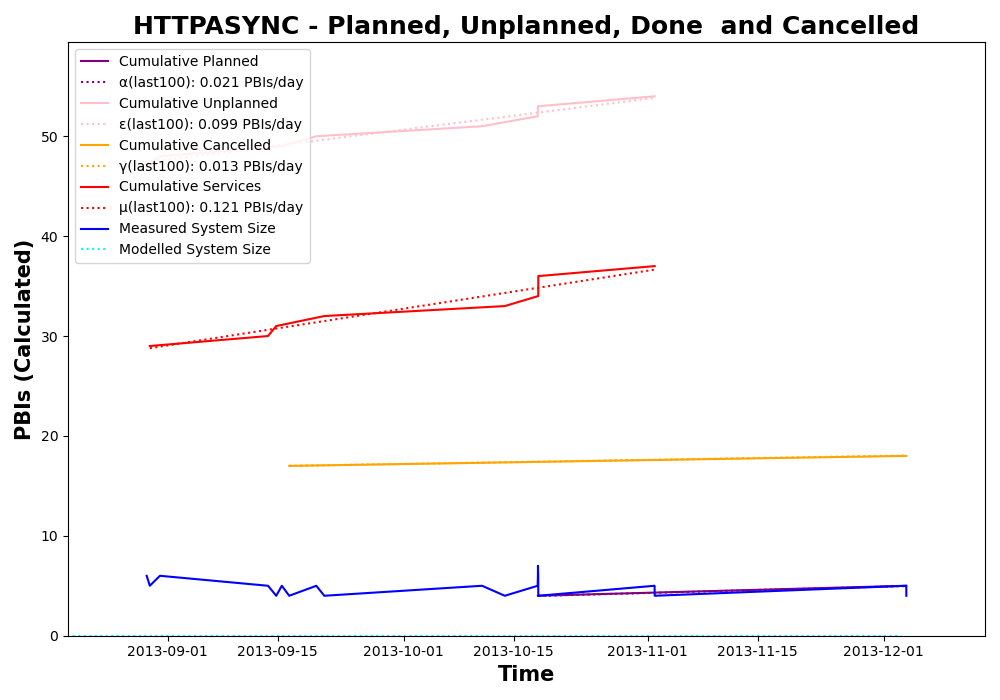 HTTPASYNC - Planned, Unplanned, Done  and Cancelled
Cumulative Planned
α(last100): 0.021 PBIs/day
Cumulative Unplanned
ε(last100): 0.099 PBIs/day
Cumulative Cancelled
γ(last100): 0.013 PBIs/day
Cumulative Services
μ(last100): 0.121 PBIs/day
Measured System Size
Modelled System Size
PBIs (Calculated)
50
40
30
20
10
0
2013-09-01
2013-09-15
2013-10-01
2013-10-15
2013-11-01
2013-11-15
2013-12-01
Time